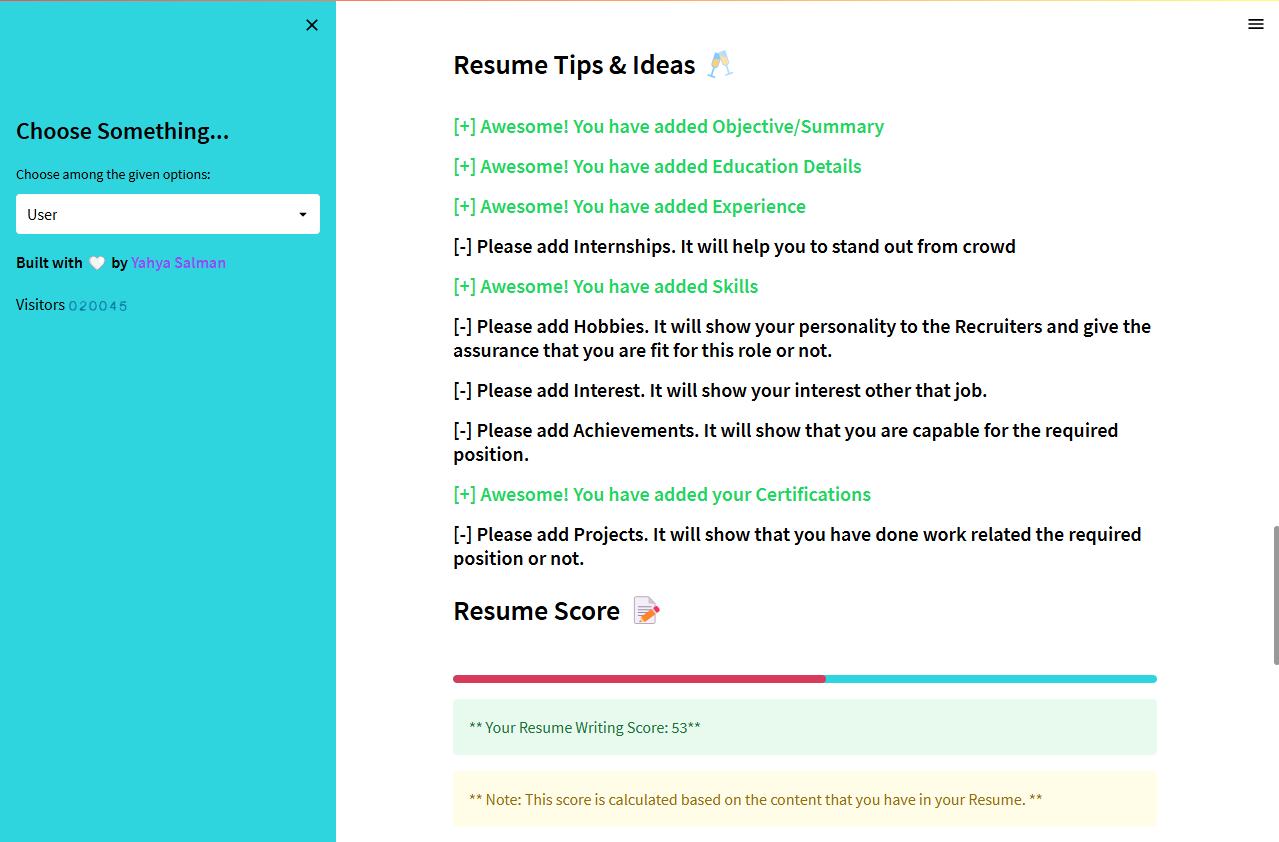 Choose Something...
Choose among the given options:
User
Built with 🤍 by Yahya Salman
Visitors 020045
Resume Tips & Ideas 🥂
[+] Awesome! You have added Objective/Summary
[+] Awesome! You have added Education Details
[+] Awesome! You have added Experience
[-] Please add Internships. It will help you to stand out from crowd
[+] Awesome! You have added Skills
[-] Please add Hobbies. It will show your personality to the Recruiters and give the
assurance that you are fit for this role or not.
[-] Please add Interest. It will show your interest other that job.
[-] Please add Achievements. It will show that you are capable for the required
position.
[+] Awesome! You have added your Certifications
[-] Please add Projects. It will show that you have done work related the required
position or not.
Resume Score 📝
** Your Resume Writing Score: 53**
** Note: This score is calculated based on the content that you have in your Resume. **